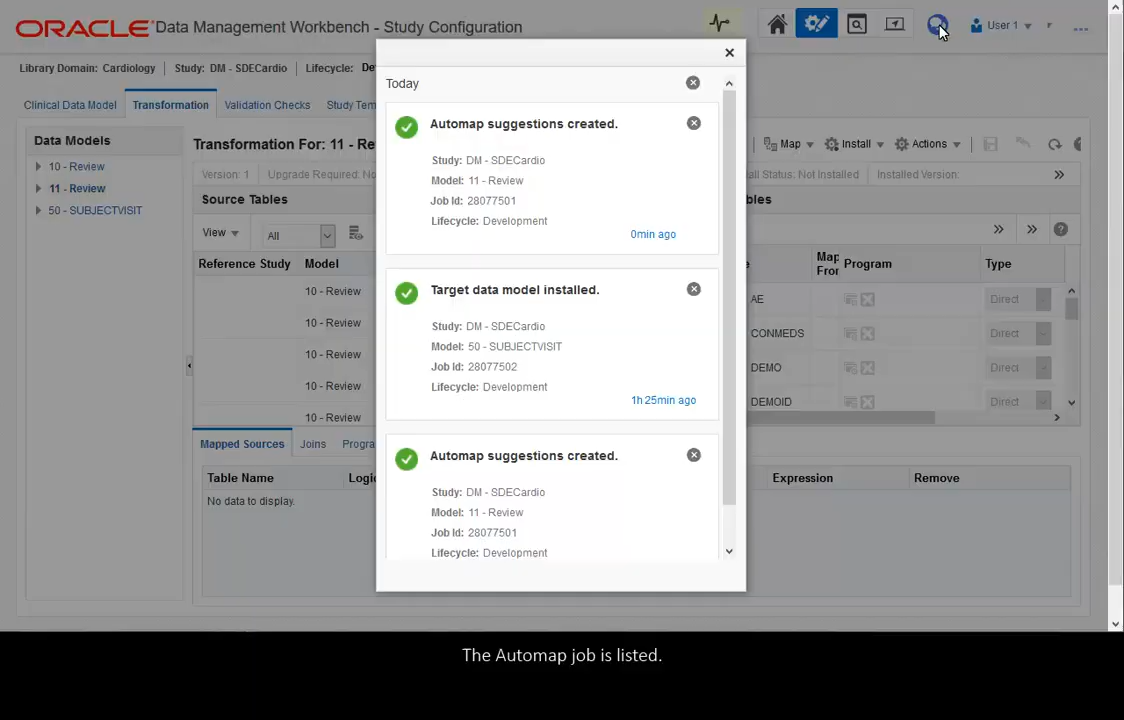 ORACLE® Data Management Workbench - Study Configuration
User 1
Library Domain: Cardiology | Study: DM - SDECardio | Lifecycle:
Clinical Data Model Transformation Validation Checks
Data Models
10 - Review
11 - Review
50 - SUBJECTVISIT
Transformation For: 11 - Re
Map Install Actions
Version: 1 Upgrade Required: No
Status: Not Installed Installed Version:
Source Tables
View All
Reference Study Model
10 - Review
10 - Review
10 - Review
10 - Review
10 - Review
Program Type
AE Direct
CONMEDS Direct
DEMO Direct
DEMOID Direct
Mapped Sources Joins
Table Name
Expression Remove
No data to display.
Today
Automap suggestions created.
Study: DM - SDECardio
Model: 11 - Review
Job Id: 28077501
Lifecycle: Development
0min ago
Target data model installed.
Study: DM - SDECardio
Model: 50 - SUBJECTVISIT
Job Id: 28077502
Lifecycle: Development
1h 25min ago
Automap suggestions created.
Study: DM - SDECardio
Model: 11 - Review
Job Id: 28077501
Lifecycle: Development
The Automap job is listed.